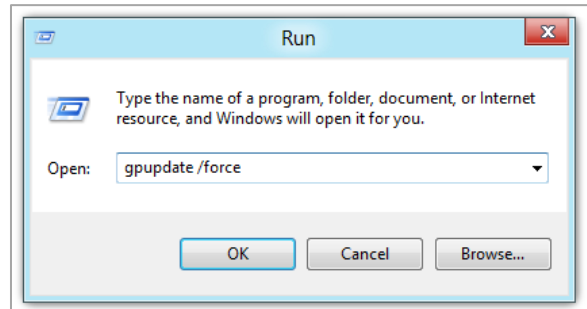 Run
Type the name of a program, folder, document, or Internet
resource, and Windows will open it for you.
Open: gpupdate /force
OK Cancel Browse...